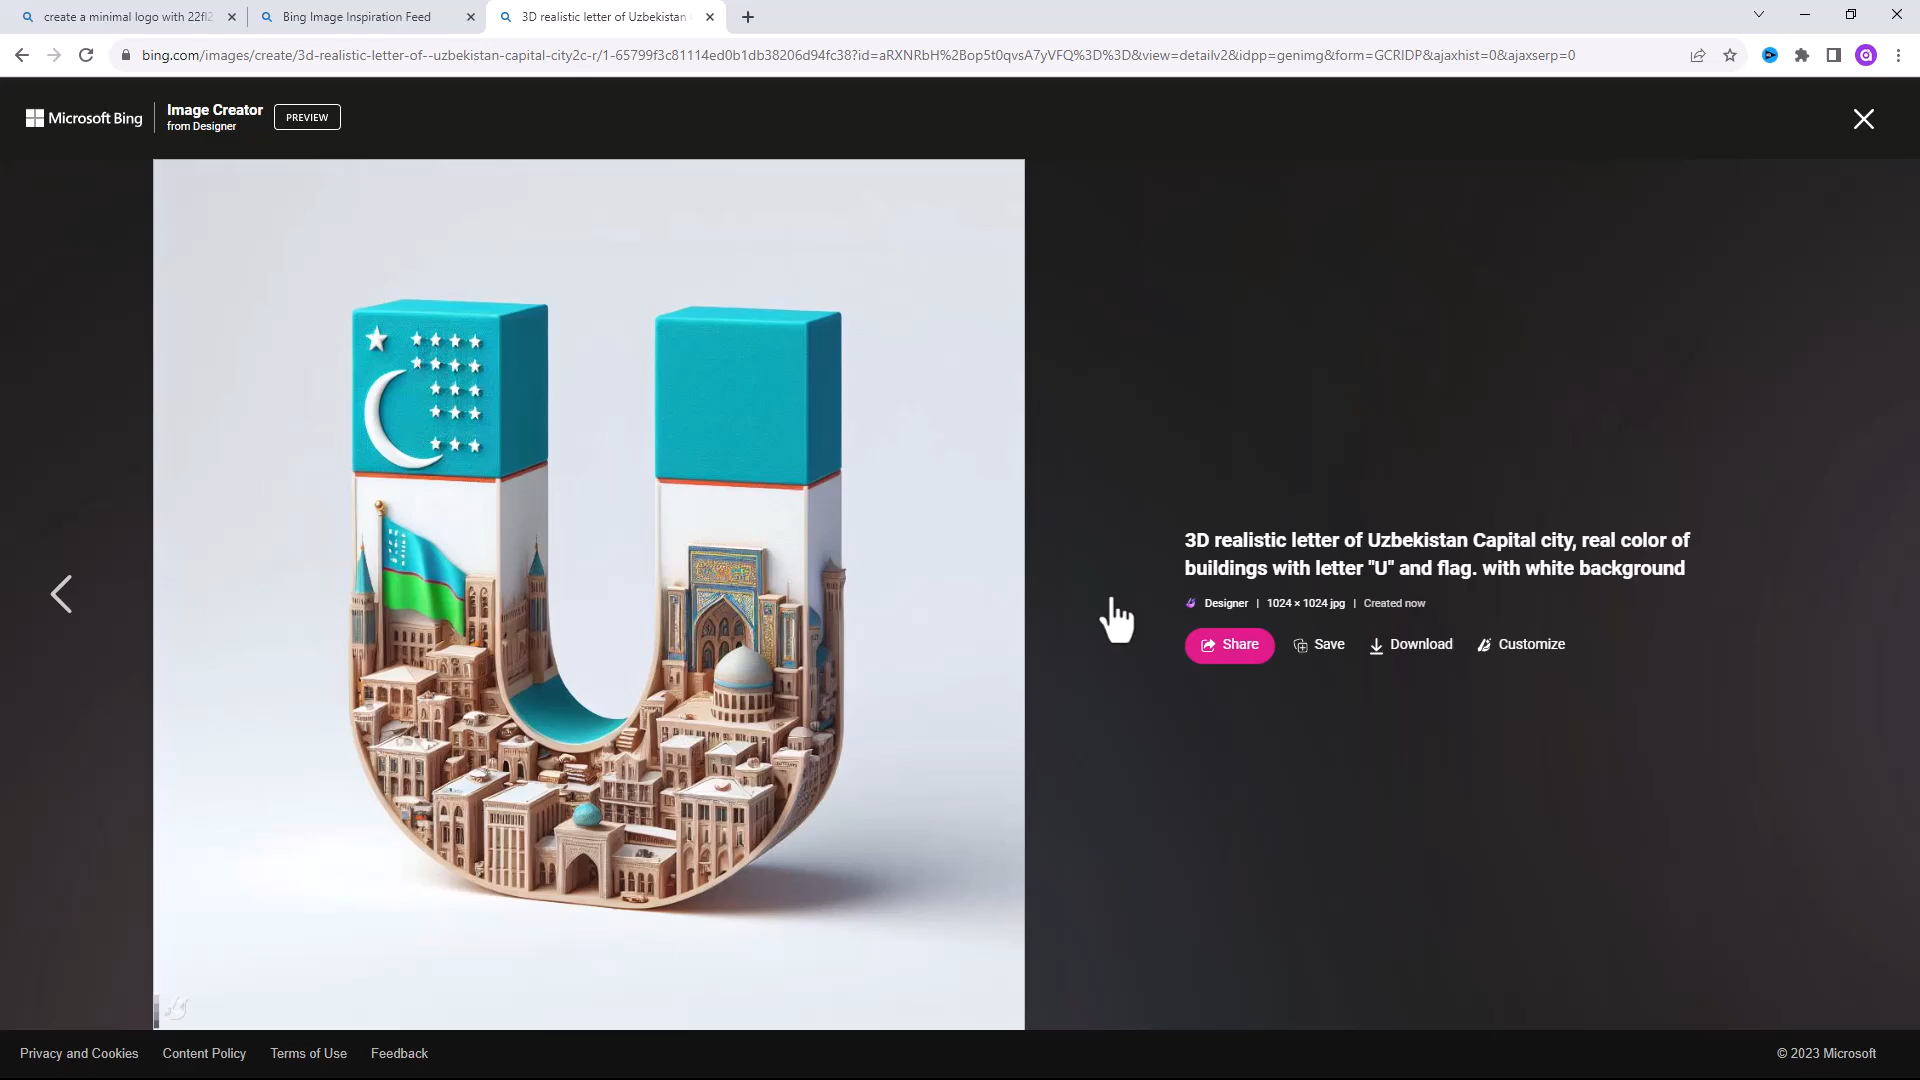 create a minimal logo with 22fl2
Bing Image Inspiration Feed
3D realistic letter of Uzbekistan
bing.com/images/create/3d-realistic-letter-of--uzbekistan-capital-city2c-r/1-65799f3c81114ed0b1db38206d94fc38?id=aRXNRbH%2Bop5t0qvsA7yVFQ%3D%3D&view=detailv2&idpp=genimg&form=GCRIDP&ajaxhist=0&ajaxserp=0
Microsoft Bing
Image Creator
from Designer
PREVIEW
3D realistic letter of Uzbekistan Capital city, real color of
buildings with letter "U" and flag. with white background
Designer | 1024 × 1024 jpg | Created now
Share Save Download Customize
Privacy and Cookies Content Policy Terms of Use Feedback
© 2023 Microsoft